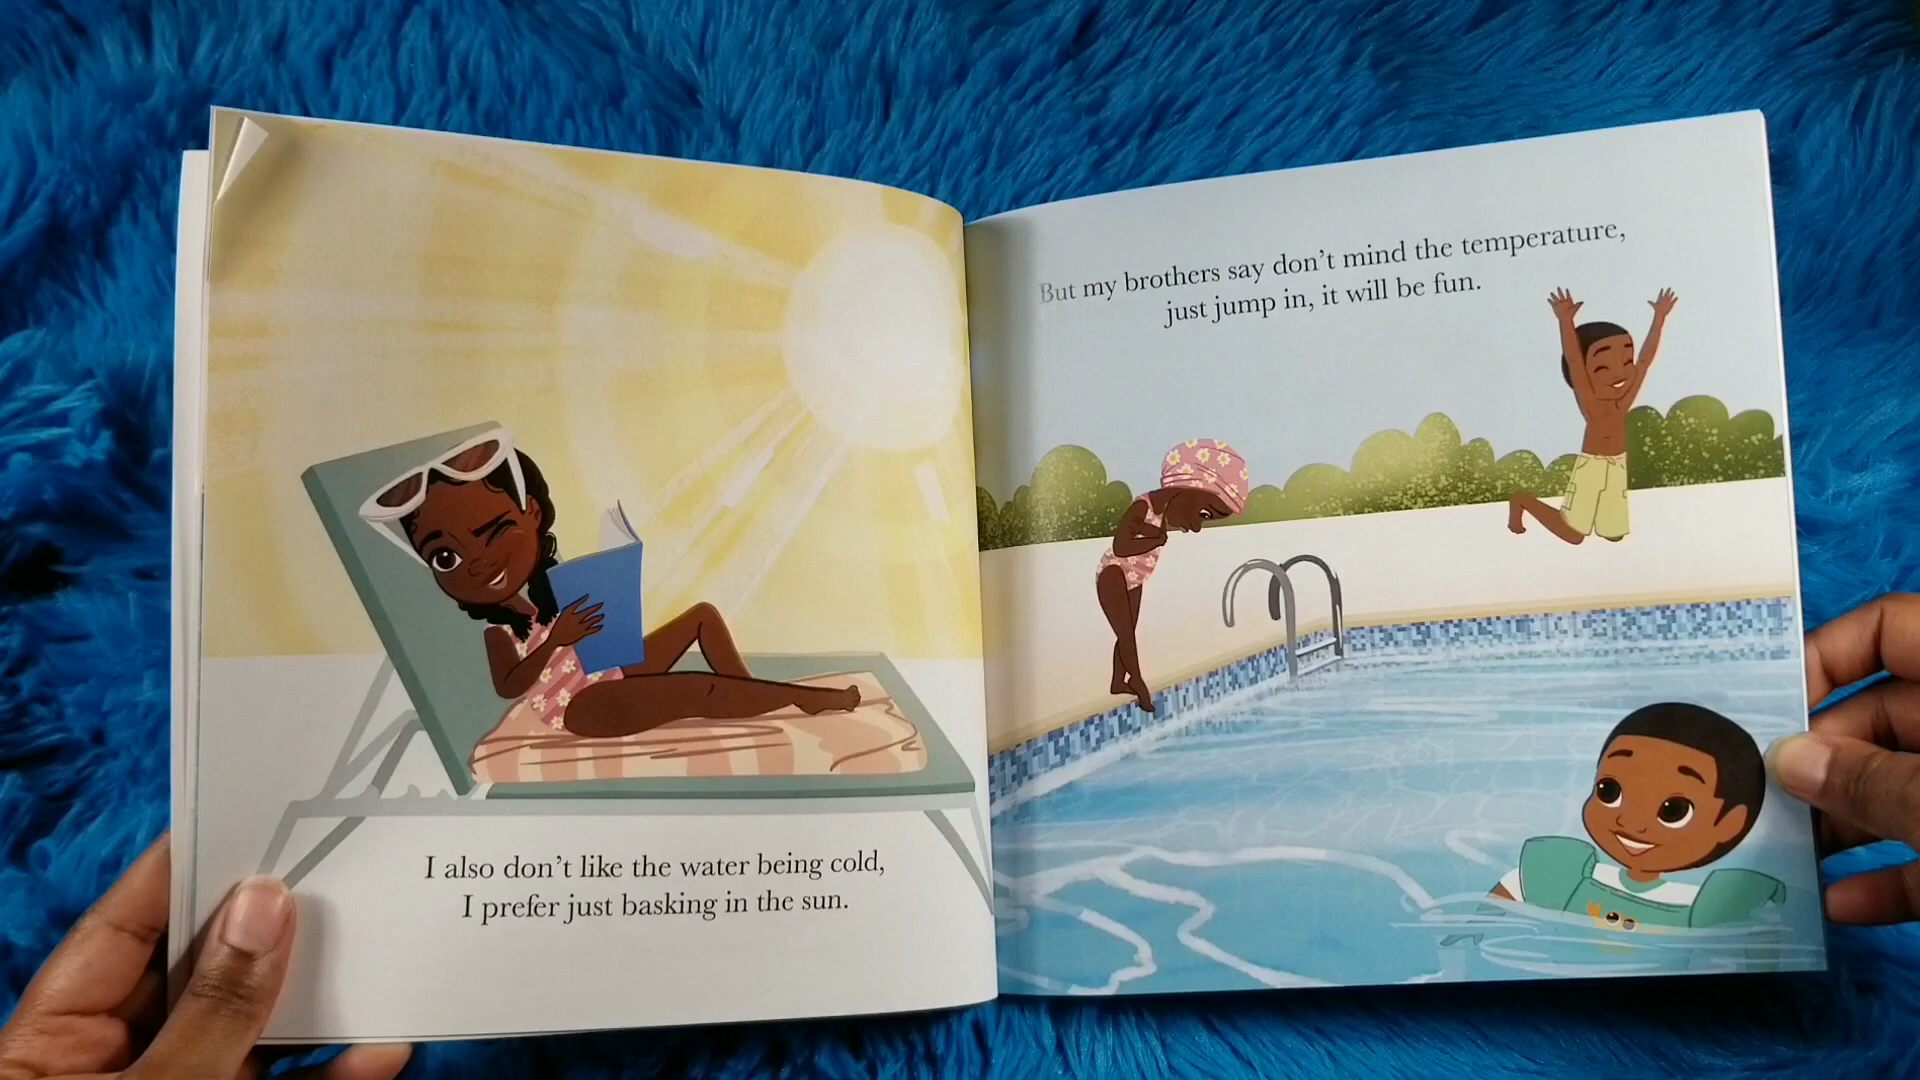 I also don't like the water being cold,
I prefer just basking in the sun.
But my brothers say don't mind the temperature,
just jump in, it will be fun.